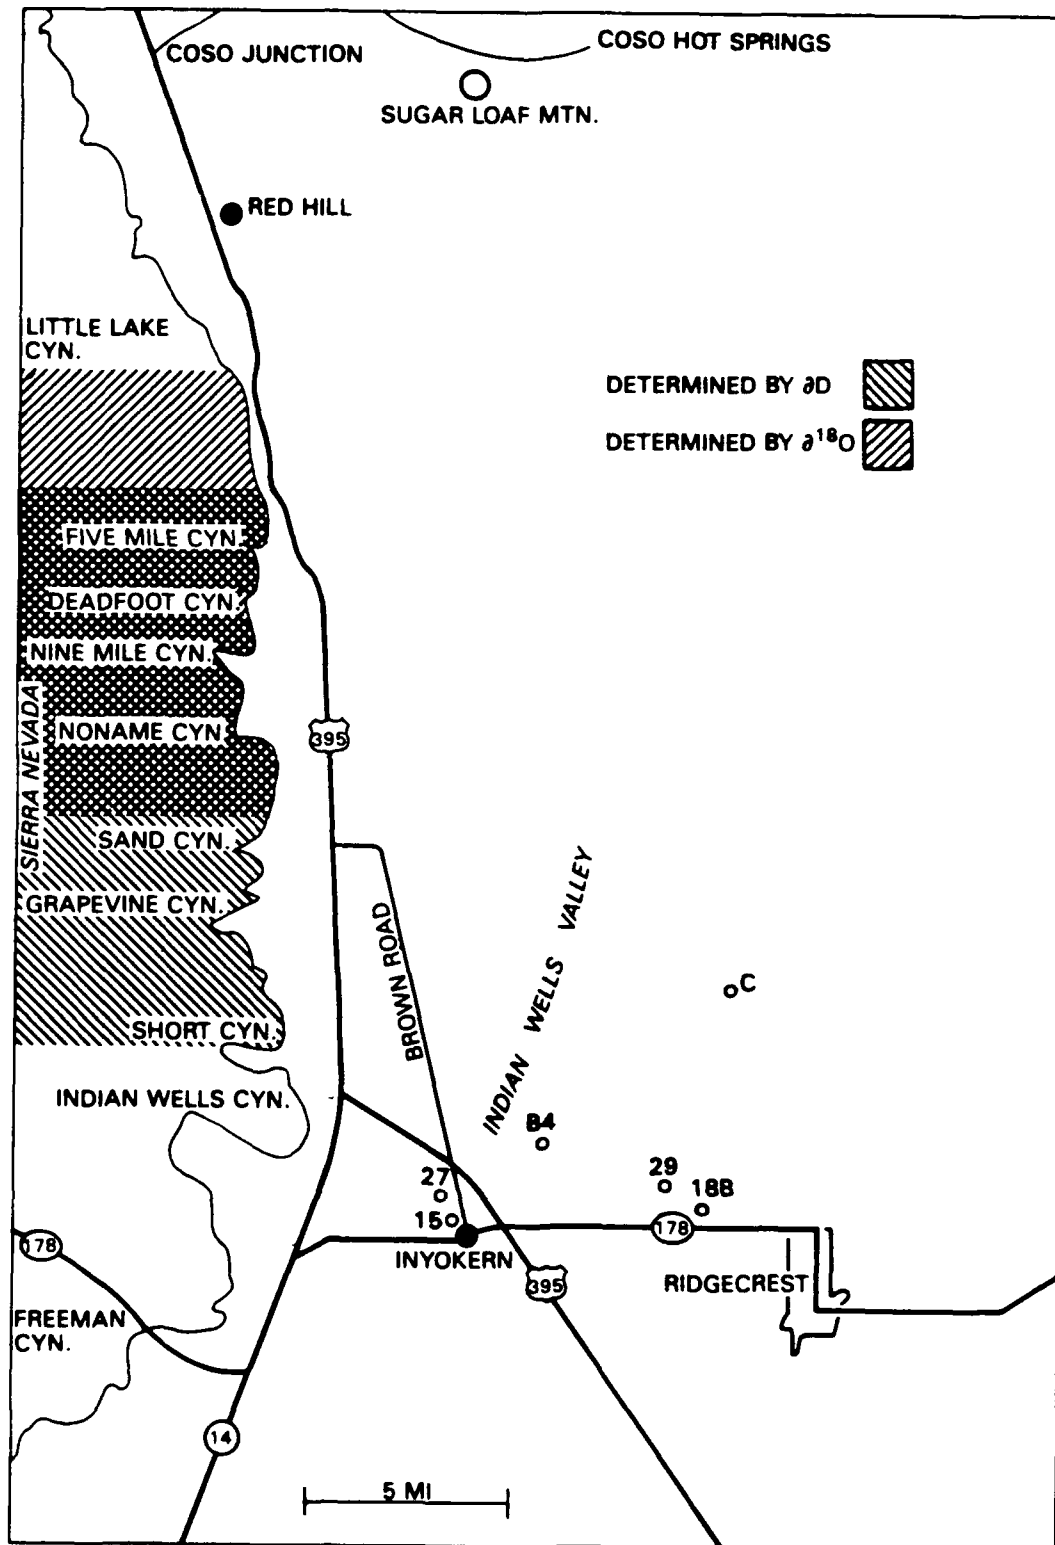 COSO JUNCTION
COSO HOT SPRINGS
SUGAR LOAF MTN.
RED HILL
LITTLE LAKE
CYN.
DETERMINED BY ∂D
DETERMINED BY ∂¹⁸O
FIVE MILE CYN.
DEADFOOT CYN.
NINE MILE CYN.
NONAME CYN.
SIERRA NEVADA
395
SAND CYN.
GRAPEVINE CYN.
SHORT CYN.
BROWN ROAD
INDIAN WELLS VALLEY
C
INDIAN WELLS CYN.
B4
27
29
18B
15
178
178
INYOKERN
395
RIDGECREST
FREEMAN
CYN.
14
5 MI